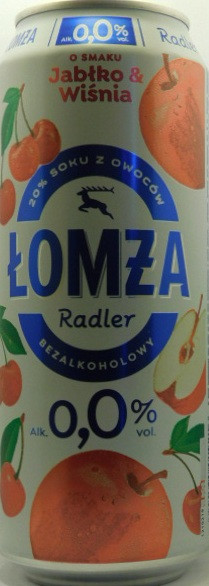 ŁOMŻA
Alk. 0,0% vol.
Radler
O SMAKU
Jabłko &
Wiśnia
20% SOKU Z OWOCÓW
ŁOMŻA
Radler
BEZALKOHOLOWY
Alk. 0,0% vol.